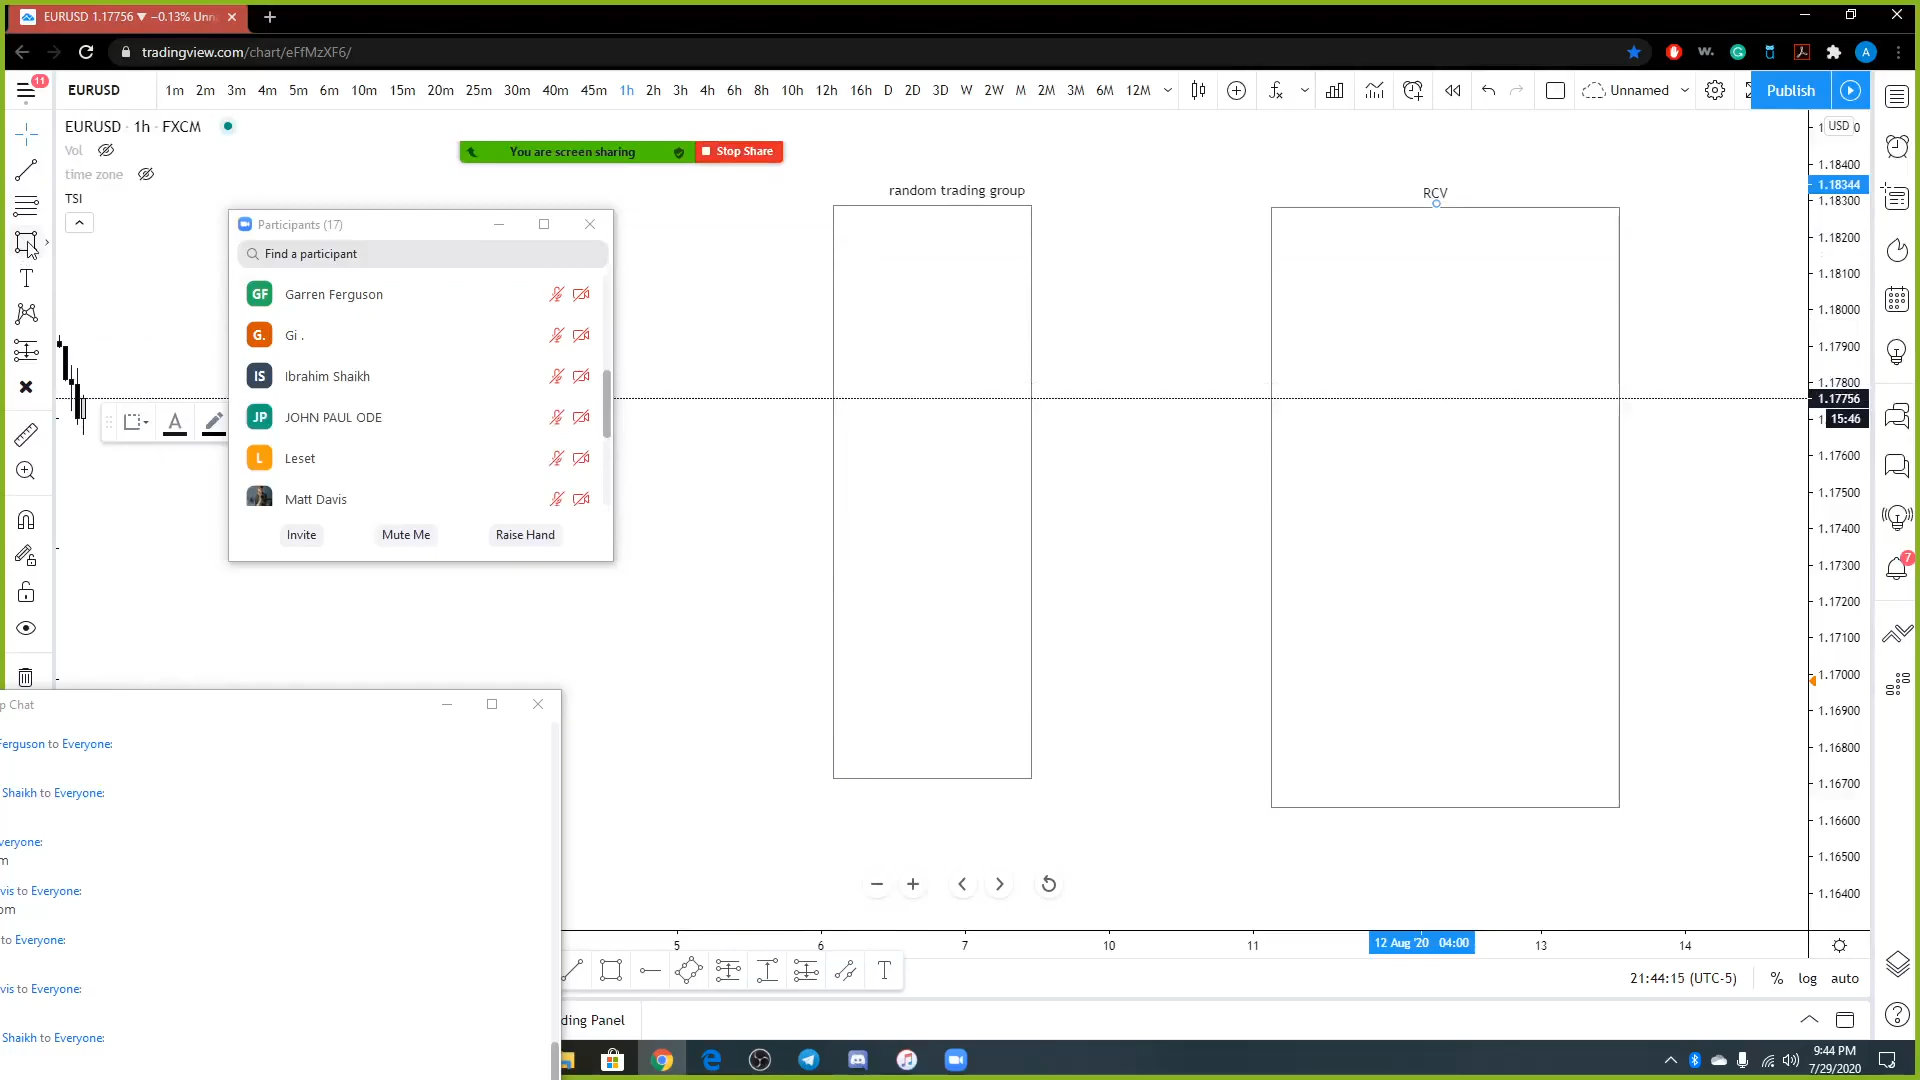 EURUSD 1.17756 ▼ −0.13% Unn
tradingview.com/chart/eFfMzXF6/
11
EURUSD 1m 2m 3m 4m 5m 6m 10m 15m 20m 25m 30m 40m 45m 1h 2h 3h 4h 6h 8h 10h 12h 16h D 2D 3D W 2W M 2M 3M 6M 12M Unnamed Publish
EURUSD · 1h · FXCM
Vol
time zone
TSI
You are screen sharing Stop Share
Participants (17)
Find a participant
GF Garren Ferguson
G. Gi .
IS Ibrahim Shaikh
JP JOHN PAUL ODE
L Leset
Matt Davis
Invite Mute Me Raise Hand
random trading group
RCV
USD
1.18400
1.18344
1.18300
1.18200
1.18100
1.18000
1.17900
1.17800
1.17756
15:46
1.17600
1.17500
1.17400
1.17300
1.17200
1.17100
1.17000
1.16900
1.16800
1.16700
1.16600
1.16500
1.16400
7
p Chat
Ferguson to Everyone:
Shaikh to Everyone:
veryone:
m
vis to Everyone:
om
to Everyone:
vis to Everyone:
Shaikh to Everyone:
5 6 7 10 11 12 Aug '20 04:00 13 14
21:44:15 (UTC-5) % log auto
ding Panel
9:44 PM
7/29/2020